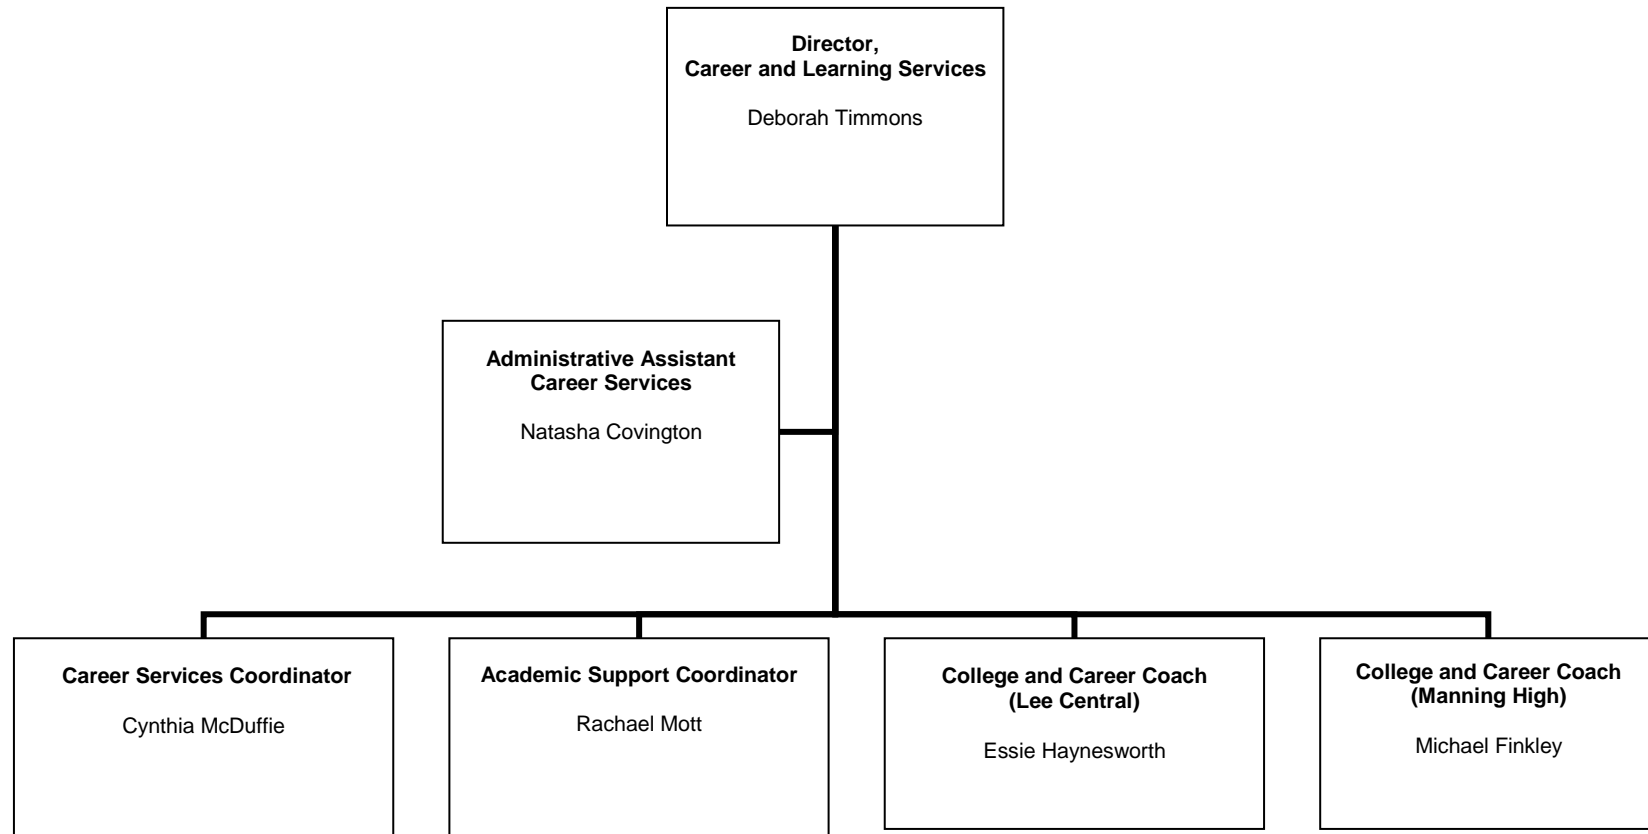 Director,
Career and Learning Services
Deborah Timmons
Administrative Assistant
Career Services
Natasha Covington
Career Services Coordinator
Cynthia McDuffie
Academic Support Coordinator
Rachael Mott
College and Career Coach
(Lee Central)
Essie Haynesworth
College and Career Coach
(Manning High)
Michael Finkley